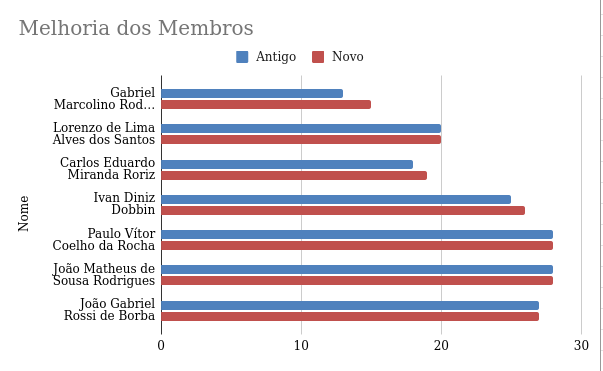 Melhoria dos Membros
Antigo Novo
Gabriel
Marcolino Rod...
Lorenzo de Lima
Alves dos Santos
Carlos Eduardo
Miranda Roriz
Ivan Diniz
Dobbin
Paulo Vítor
Coelho da Rocha
João Matheus de
Sousa Rodrigues
João Gabriel
Rossi de Borba
Nome
0 10 20 30